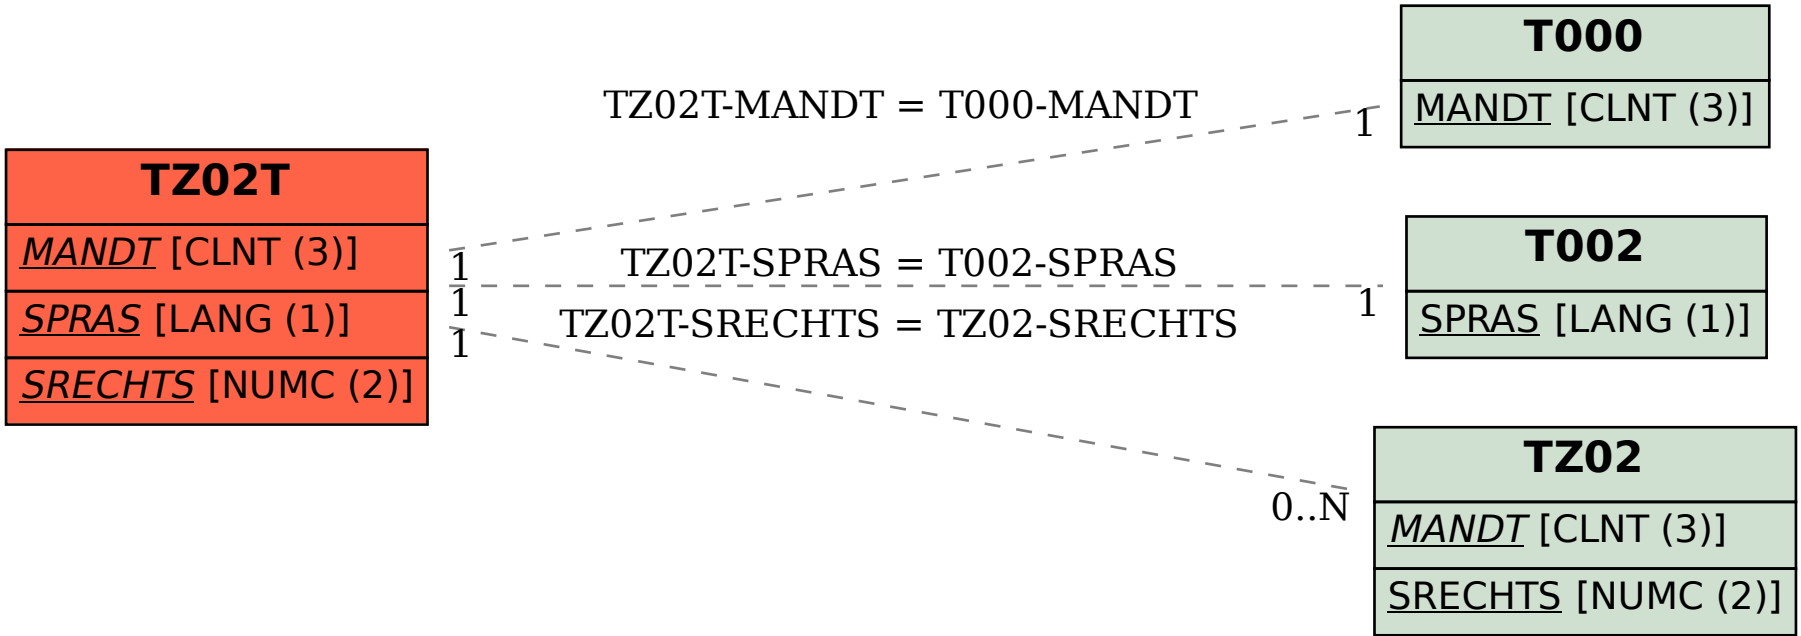 TZ02T
MANDT [CLNT (3)]
SPRAS [LANG (1)]
SRECHTS [NUMC (2)]
TZ02T-MANDT = T000-MANDT
1
1
TZ02T-SPRAS = T002-SPRAS
1
1
TZ02T-SRECHTS = TZ02-SRECHTS
1
0..N
T000
MANDT [CLNT (3)]
T002
SPRAS [LANG (1)]
TZ02
MANDT [CLNT (3)]
SRECHTS [NUMC (2)]